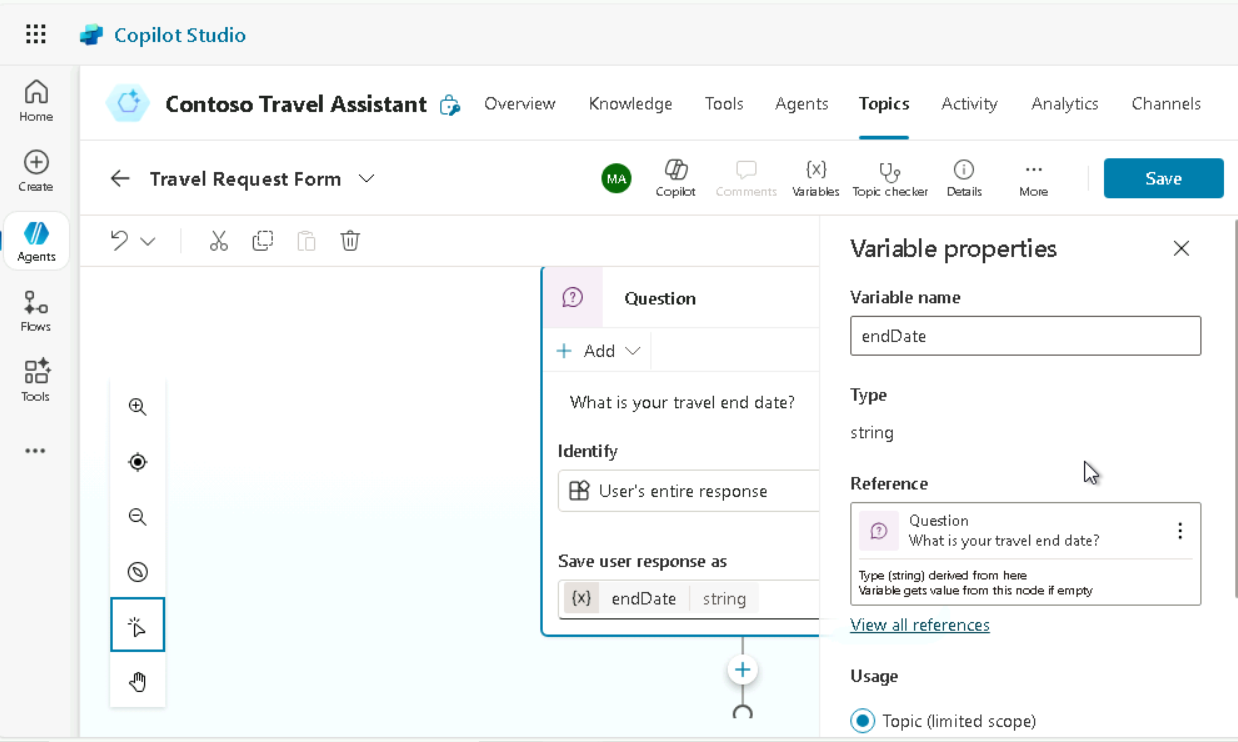 Copilot Studio
Contoso Travel Assistant Overview Knowledge Tools Agents Topics Activity Analytics Channels
Home
Create
Agents
Flows
Tools
Travel Request Form
MA Copilot Comments {x} Variables Topic checker Details More Save
Question
Add
What is your travel end date?
Identify
User's entire response
Save user response as
{x} endDate string
Variable properties
Variable name
endDate
Type
string
Reference
Question
What is your travel end date?
Type (string) derived from here
Variable gets value from this node if empty
View all references
Usage
Topic (limited scope)